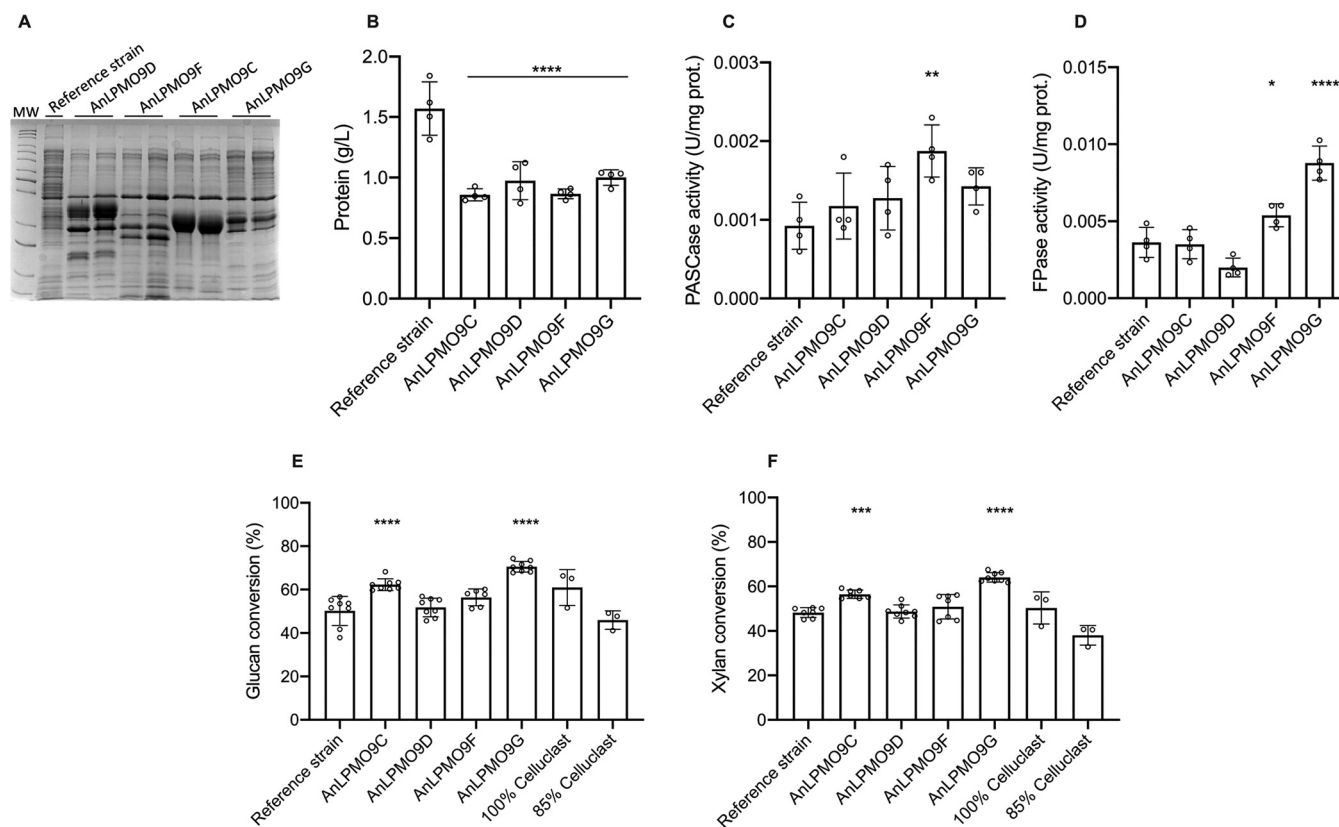 A
MW
Reference strain
AnLPMO9D
AnLPMO9F
AnLPMO9C
AnLPMO9G
B
Protein (g/L)
2.0
1.5
1.0
0.5
0.0
****
Reference strain
AnLPMO9C
AnLPMO9D
AnLPMO9F
AnLPMO9G
C
PASCase activity (U/mg prot.)
0.003
0.002
0.001
0.000
**
Reference strain
AnLPMO9C
AnLPMO9D
AnLPMO9F
AnLPMO9G
D
FPase activity (U/mg prot.)
0.015
0.010
0.005
0.000
*
****
Reference strain
AnLPMO9C
AnLPMO9D
AnLPMO9F
AnLPMO9G
E
Glucan conversion (%)
100
80
60
40
20
0
****
****
Reference strain
AnLPMO9C
AnLPMO9D
AnLPMO9F
AnLPMO9G
100% Celluclast
85% Celluclast
F
Xylan conversion (%)
100
80
60
40
20
0
***
****
Reference strain
AnLPMO9C
AnLPMO9D
AnLPMO9F
AnLPMO9G
100% Celluclast
85% Celluclast